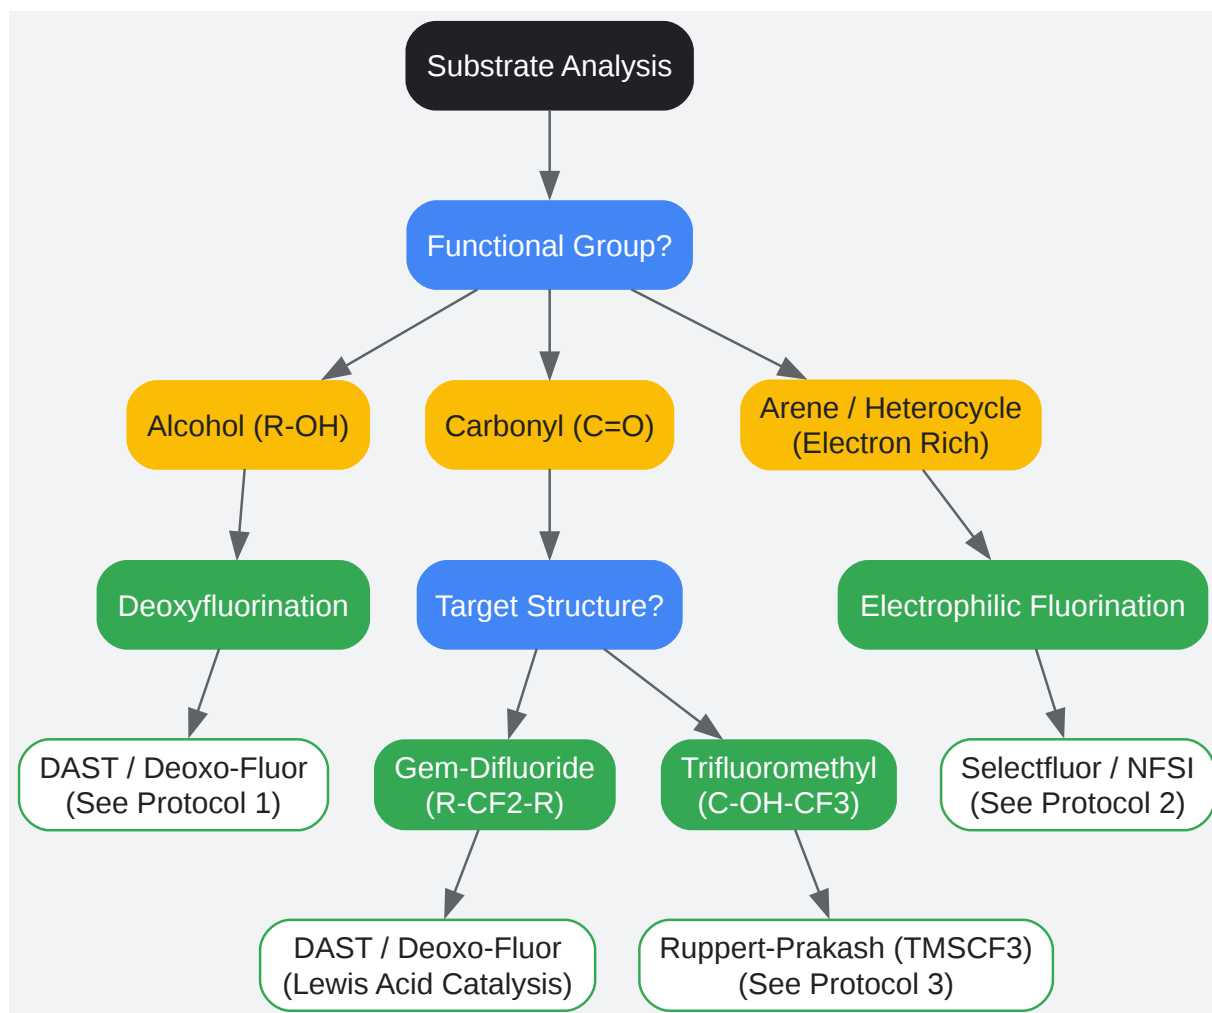 Substrate Analysis
Functional Group?
Alcohol (R-OH)
Carbonyl (C=O)
Arene / Heterocycle
(Electron Rich)
Deoxyfluorination
Target Structure?
Electrophilic Fluorination
DAST / Deoxo-Fluor
(See Protocol 1)
Gem-Difluoride
(R-CF2-R)
Trifluoromethyl
(C-OH-CF3)
Selectfluor / NFSI
(See Protocol 2)
DAST / Deoxo-Fluor
(Lewis Acid Catalysis)
Ruppert-Prakash (TMSCF3)
(See Protocol 3)